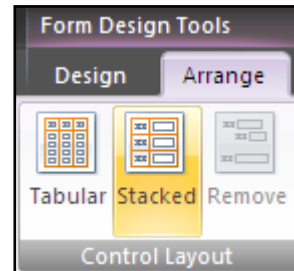 Form Design Tools
Design Arrange
Tabular Stacked Remove
Control Layout